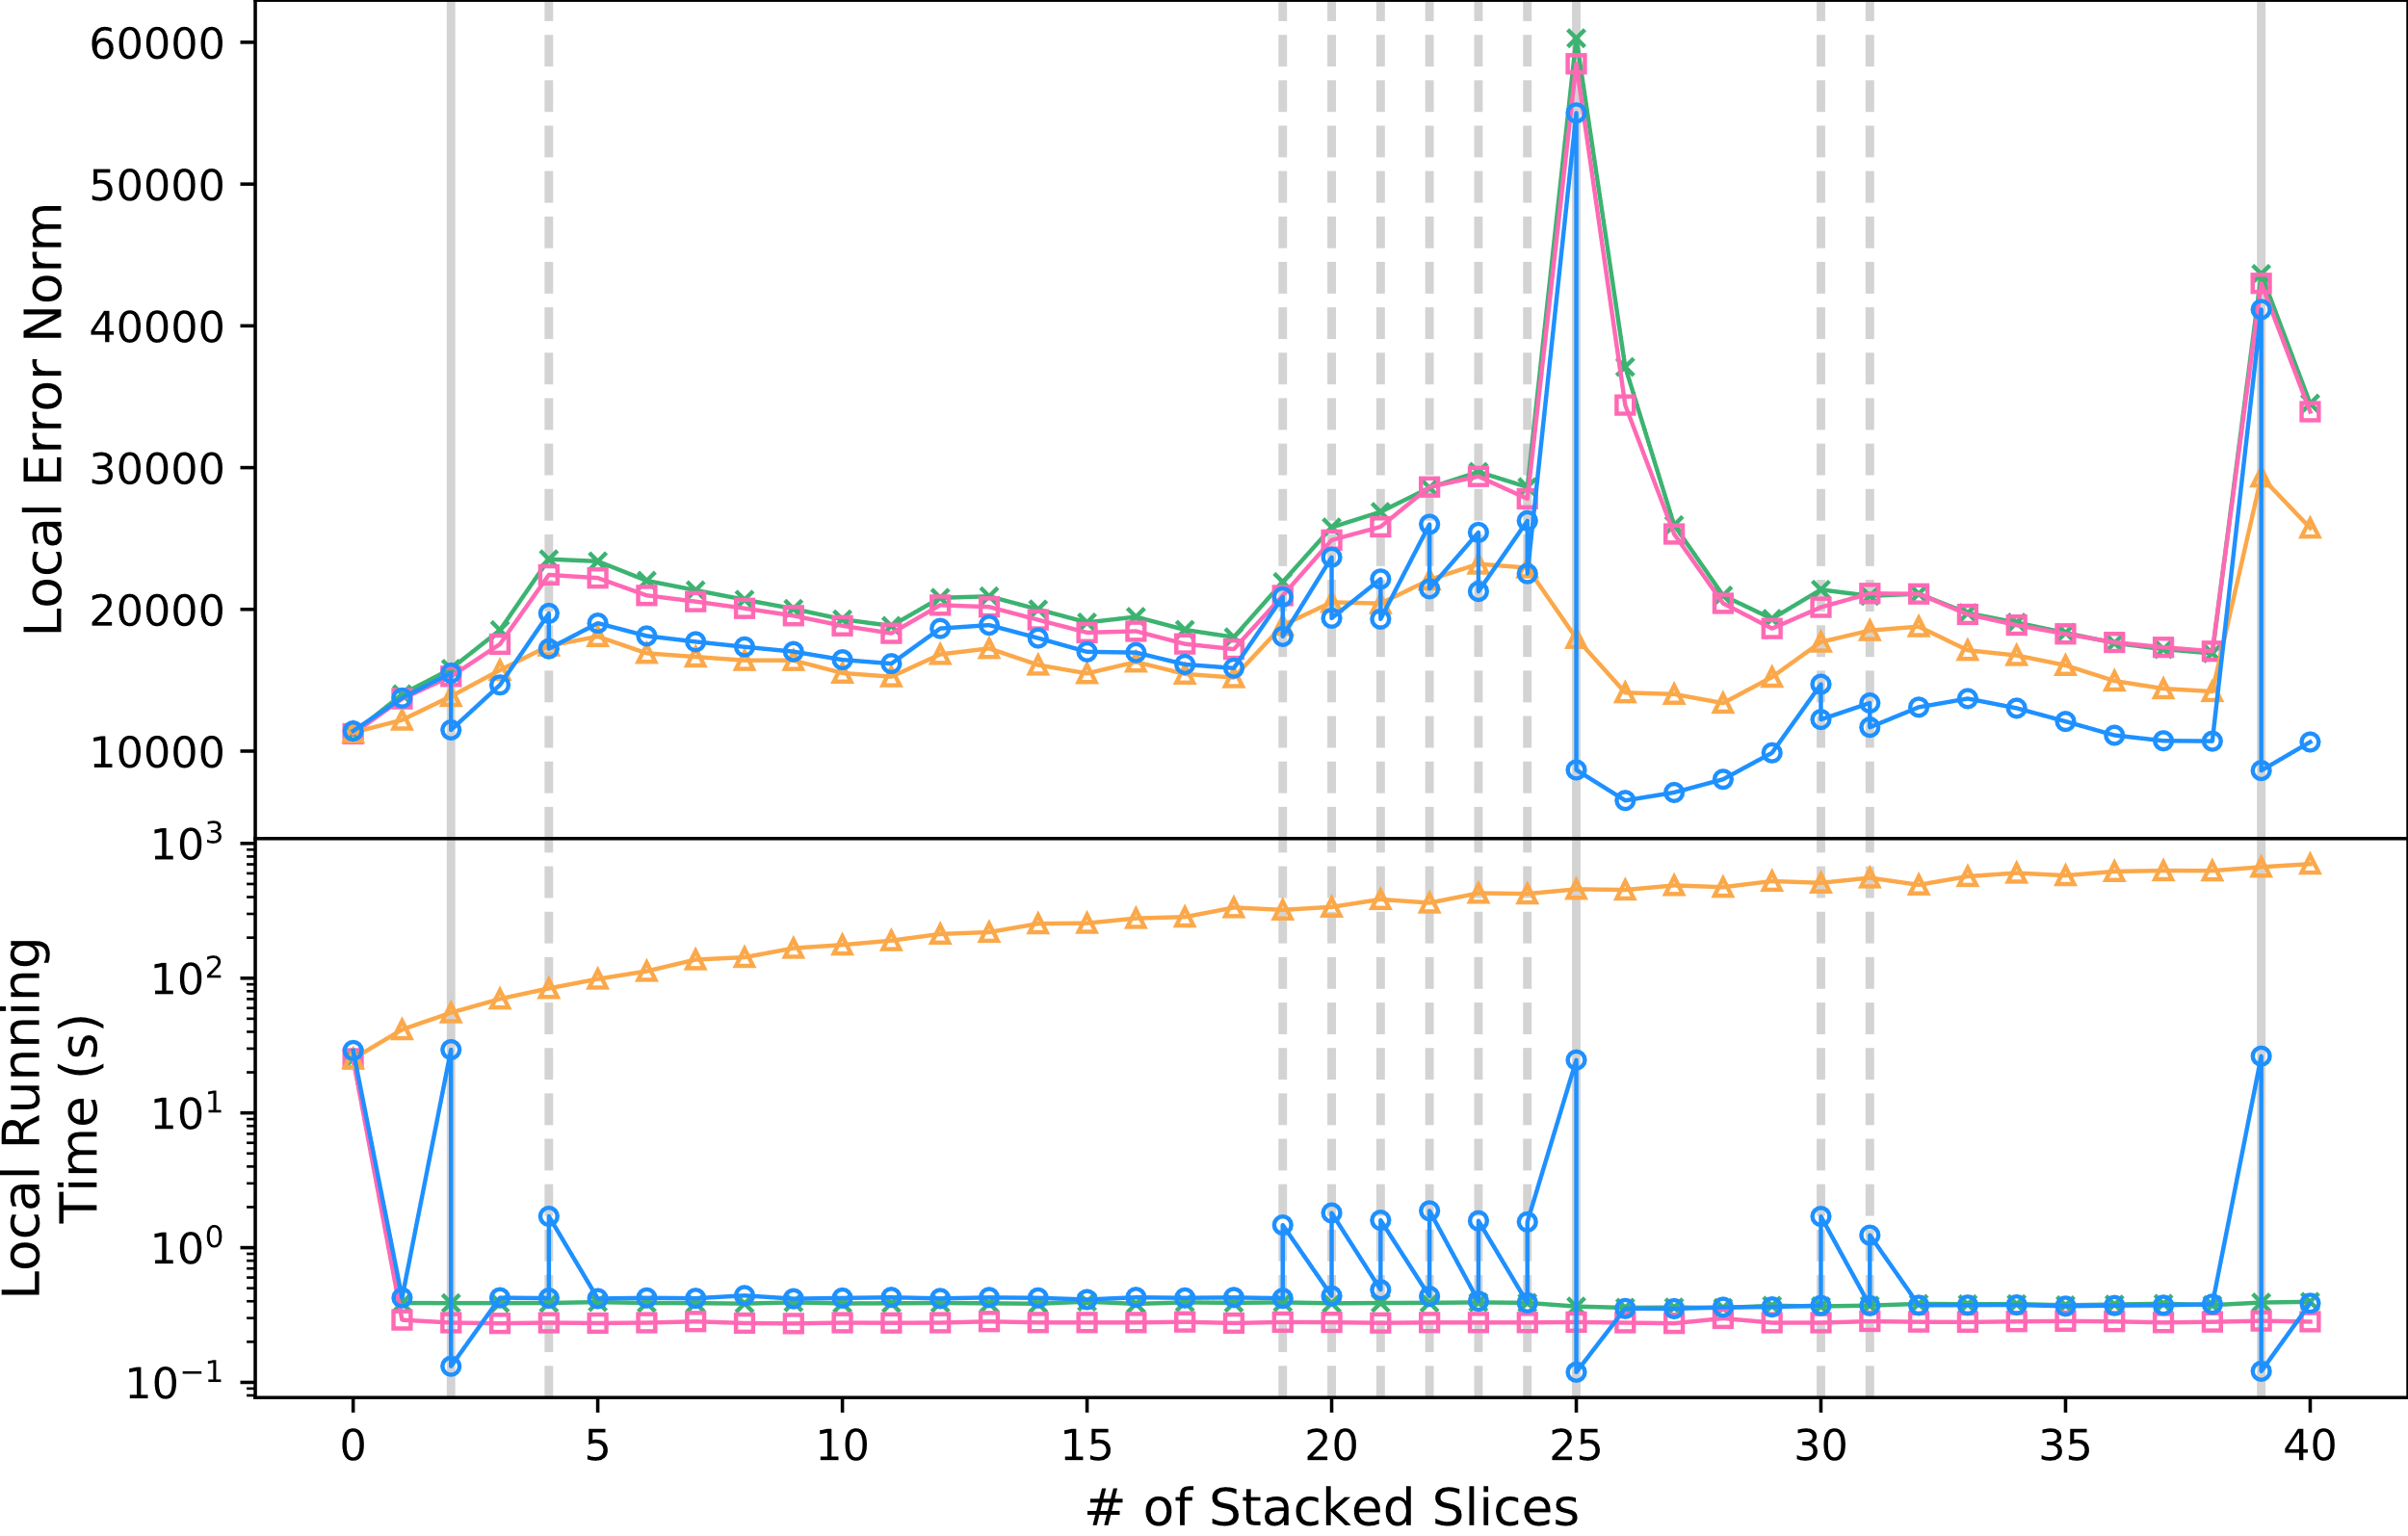 Local Error Norm
60000
50000
40000
30000
20000
10000
Local Running
Time (s)
10³
10²
10¹
10⁰
10⁻¹
0 5 10 15 20 25 30 35 40
# of Stacked Slices